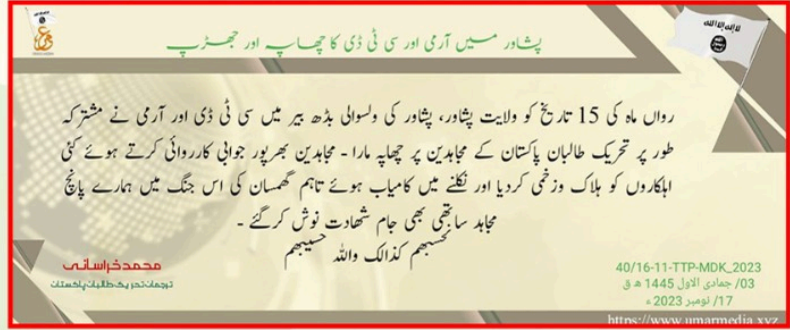 پشاور میں آرمی اور سی ٹی ڈی کا چھاپہ اور جھڑپ
رواں ماہ کی 15 تاریخ کو ولایت پشاور، پشاور کی ولسوالی بڈھ بیر میں سی ٹی ڈی اور آرمی نے مشترکہ
طور پر تحریک طالبان پاکستان کے مجاہدین پر چھاپہ مارا - مجاہدین بھرپور جوابی کارروائی کرتے ہوئے کئی
اہلکاروں کو ہلاک وزخمی کردیا اور نکلنے میں کامیاب ہوئے تاہم گھمسان کی اس جنگ میں ہمارے پانچ
مجاہد ساتھی بھی جام شھادت نوش کرگئے -
نحسبهم كذالك والله حسيبهم
محمدخراسانی
ترجمان تحریک طالبان پاکستان
40/16-11-TTP-MDK_2023
03/ جمادی الاول 1445 ھ ق
17/ نومبر 2023ء
https://www.umarmedia.xyz